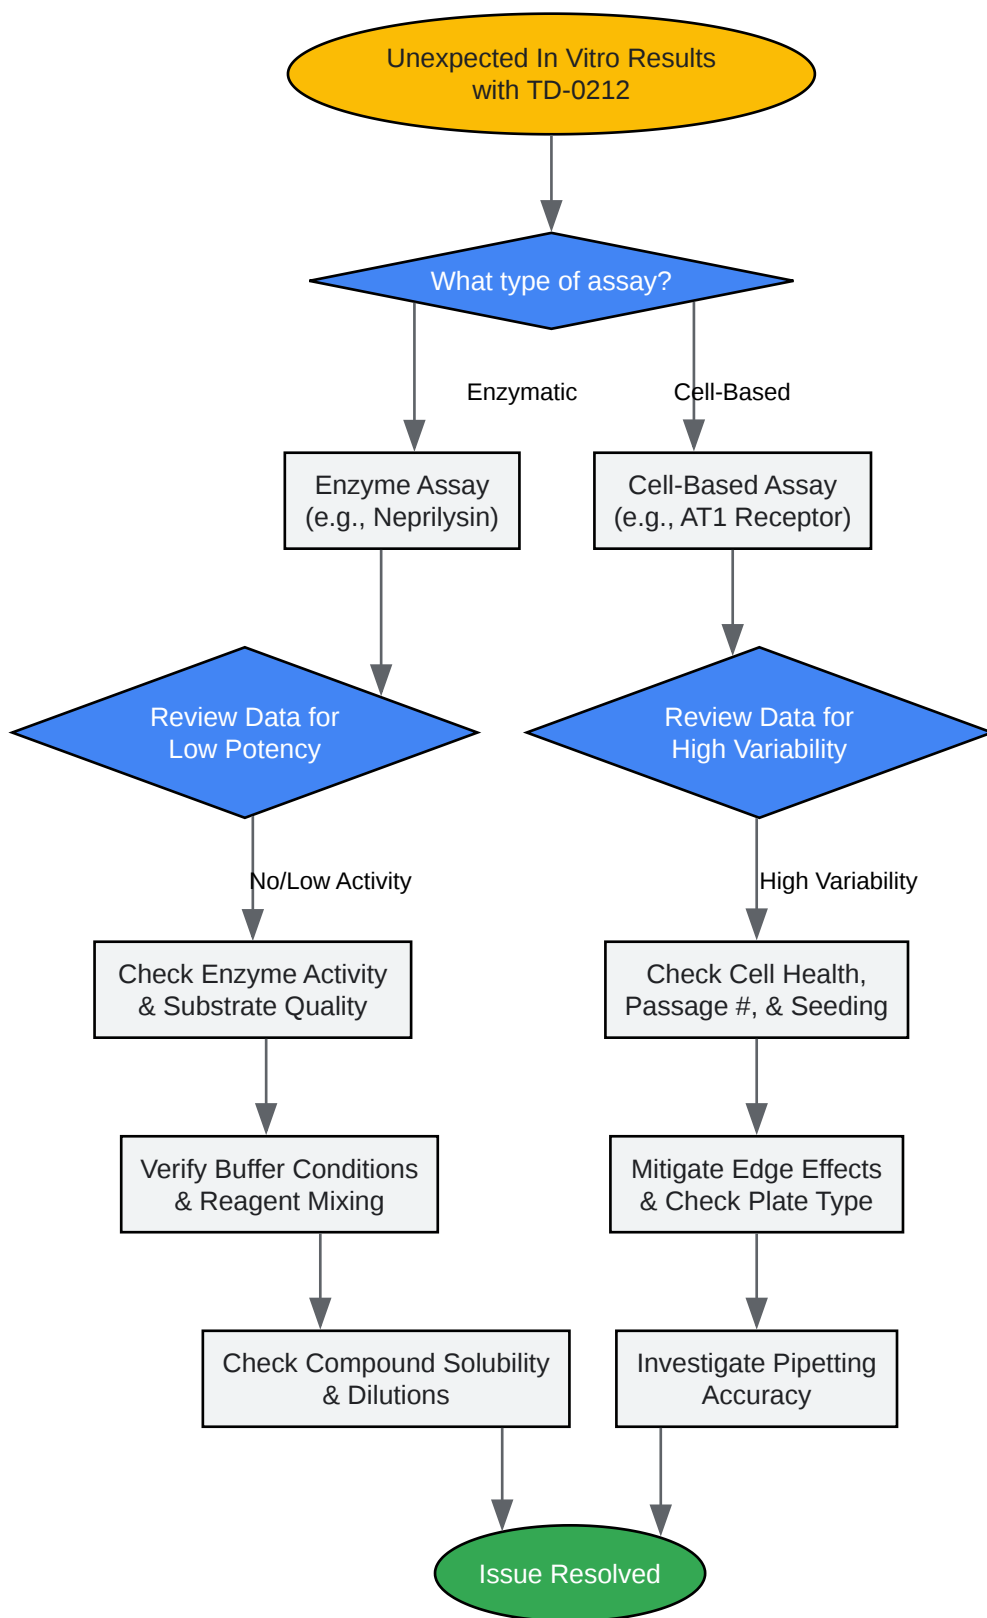 Unexpected In Vitro Results
with TD-0212
What type of assay?
Enzymatic
Cell-Based
Enzyme Assay
(e.g., Neprilysin)
Cell-Based Assay
(e.g., AT1 Receptor)
Review Data for
Low Potency
Review Data for
High Variability
No/Low Activity
High Variability
Check Enzyme Activity
& Substrate Quality
Check Cell Health,
Passage #, & Seeding
Verify Buffer Conditions
& Reagent Mixing
Mitigate Edge Effects
& Check Plate Type
Check Compound Solubility
& Dilutions
Investigate Pipetting
Accuracy
Issue Resolved